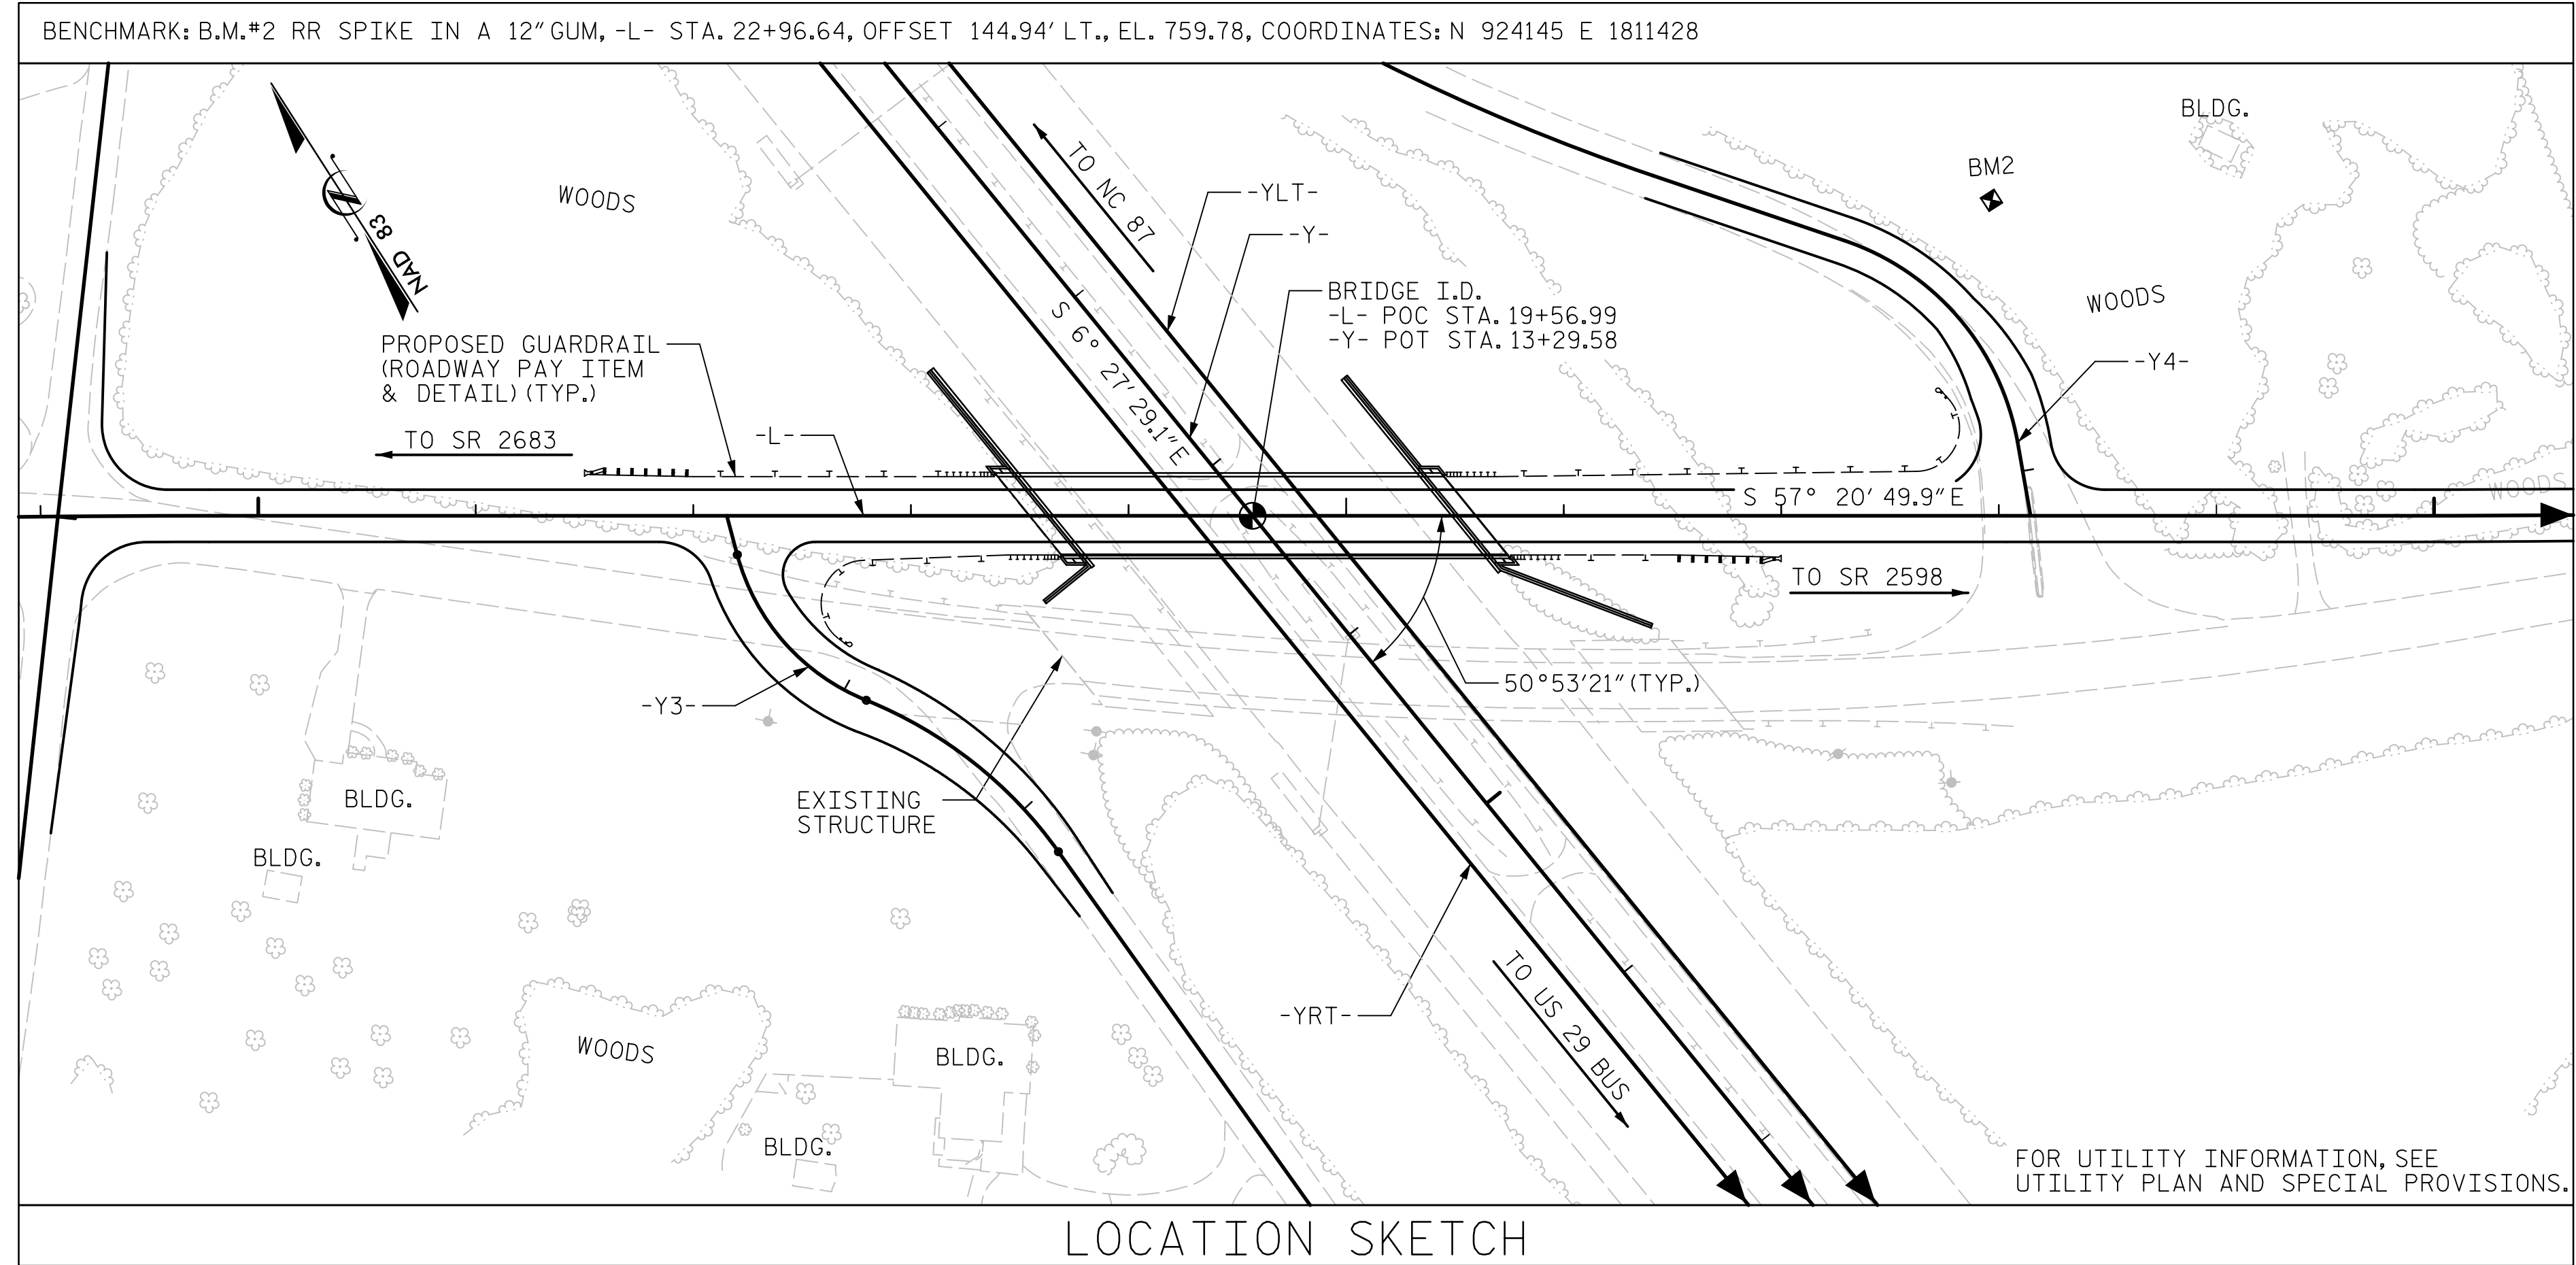 BENCHMARK: B.M.#2 RR SPIKE IN A 12" GUM, -L- STA. 22+96.64, OFFSET 144.94' LT., EL. 759.78, COORDINATES: N 924145 E 1811428
BLDG.
BM2
WOODS
NAD 83
TO NC 87
-YLT-
-Y-
BRIDGE I.D.
-L- POC STA. 19+56.99
-Y- POT STA. 13+29.58
WOODS
-Y4-
PROPOSED GUARDRAIL
(ROADWAY PAY ITEM
& DETAIL) (TYP.)
S 6° 27' 29.1" E
TO SR 2683
-L-
S 57° 20' 49.9" E
WOODS
TO SR 2598
50°53'21" (TYP.)
-Y3-
EXISTING
STRUCTURE
BLDG.
BLDG.
-YRT-
TO US 29 BUS
WOODS
BLDG.
BLDG.
FOR UTILITY INFORMATION, SEE
UTILITY PLAN AND SPECIAL PROVISIONS.
LOCATION SKETCH